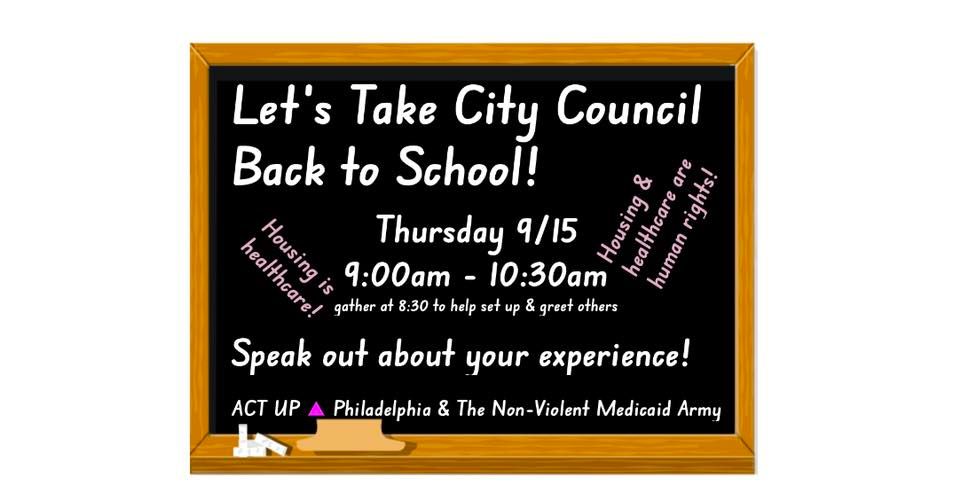 Let's Take City Council
Back to School!
Thursday 9/15
9:00am - 10:30am
gather at 8:30 to help set up & greet others
Housing is
healthcare!
Housing &
healthcare are
human rights!
Speak out about your experience!
ACT UP Philadelphia & The Non-Violent Medicaid Army